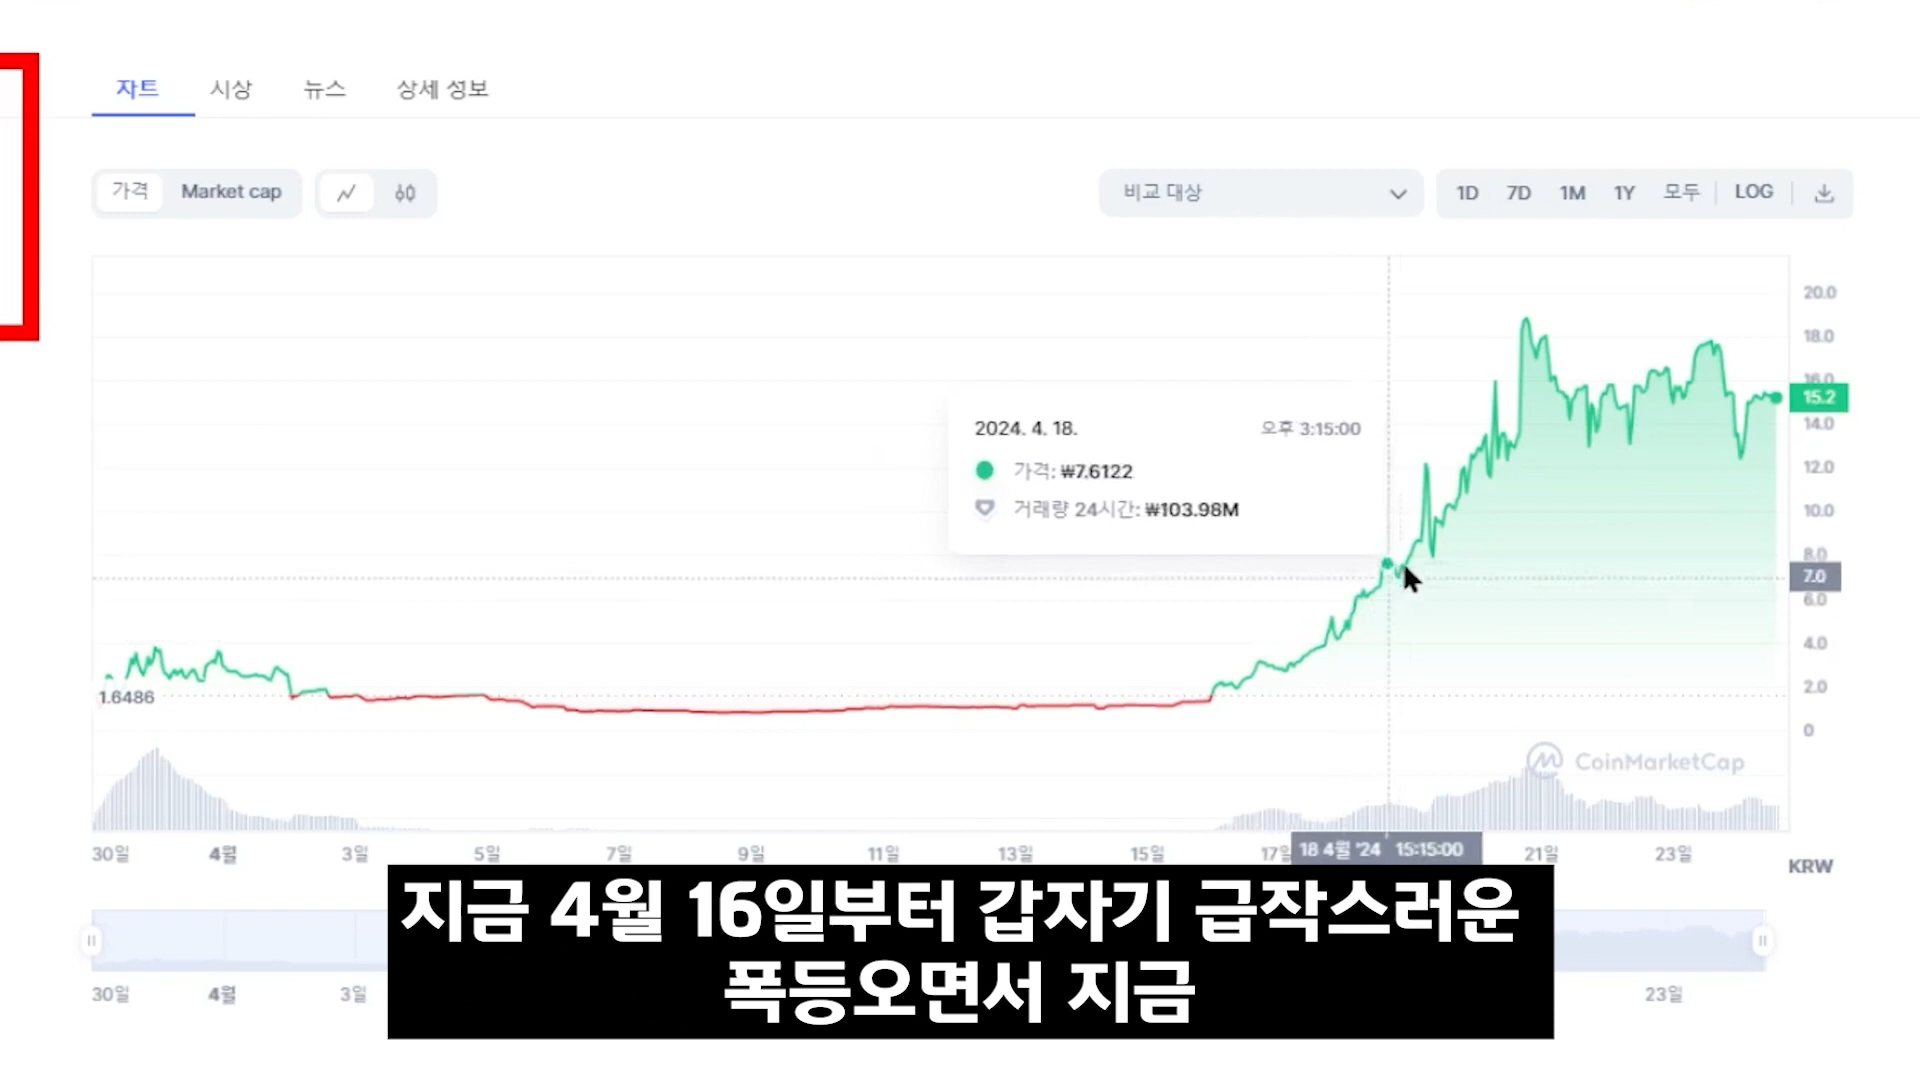 차트 시장 뉴스 상세 정보
가격 Market cap
비교 대상
1D 7D 1M 1Y 모두 LOG
20.0
18.0
16.0
15.2
14.0
12.0
10.0
8.0
7.0
6.0
4.0
2.0
0
2024. 4. 18. 오후 3:15:00
가격: ₩7.6122
거래량 24시간: ₩103.98M
1.6486
CoinMarketCap
30일 4월 3일 5일 7일 9일 11일 13일 15일 17일 18 4월 '24 15:15:00 21일 23일
KRW
지금 4월 16일부터 갑자기 급작스러운
폭등오면서 지금
30일 4월 3일 23일